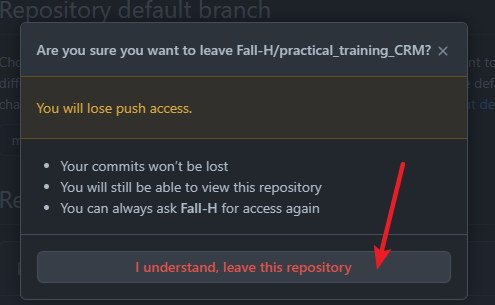 Repository default branch
Are you sure you want to leave Fall-H/practical_training_CRM?
You will lose push access.
Your commits won't be lost
You will still be able to view this repository
You can always ask Fall-H for access again
I understand, leave this repository